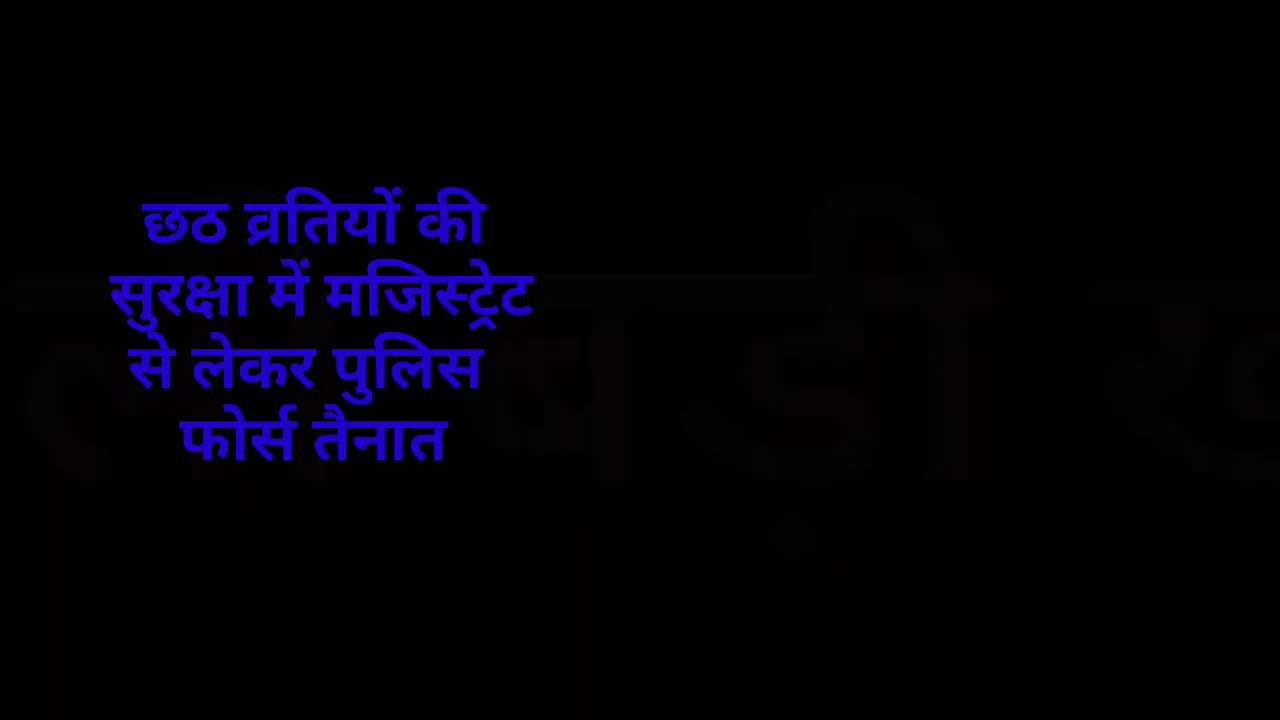 छठ व्रतियों की
सुरक्षा में मजिस्ट्रेट
से लेकर पुलिस
फोर्स तैनात